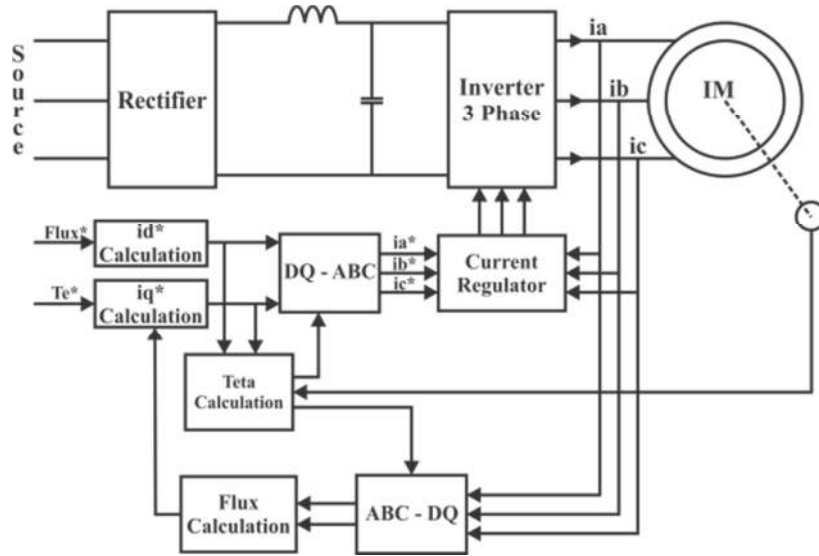 Source
Rectifier
Inverter
3 Phase
ia
ib
ic
IM
Flux*
id*
Calculation
Te*
iq*
Calculation
DQ - ABC
ia*
ib*
ic*
Current
Regulator
Teta
Calculation
Flux
Calculation
ABC - DQ